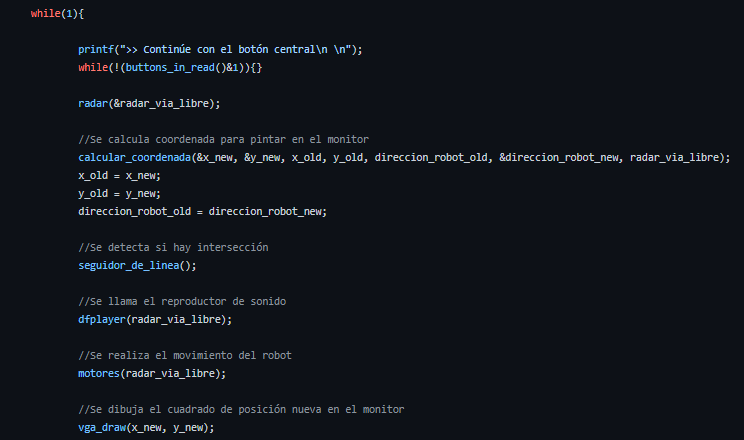 while(1){
printf(">> Continúe con el botón central\n \n");
while(!(buttons_in_read()&1)){}
radar(&radar_via_libre);
//Se calcula coordenada para pintar en el monitor
calcular_coordenada(&x_new, &y_new, x_old, y_old, direccion_robot_old, &direccion_robot_new, radar_via_libre);
x_old = x_new;
y_old = y_new;
direccion_robot_old = direccion_robot_new;
//Se detecta si hay intersección
seguidor_de_linea();
//Se llama el reproductor de sonido
dfplayer(radar_via_libre);
//Se realiza el movimiento del robot
motores(radar_via_libre);
//Se dibuja el cuadrado de posición nueva en el monitor
vga_draw(x_new, y_new);